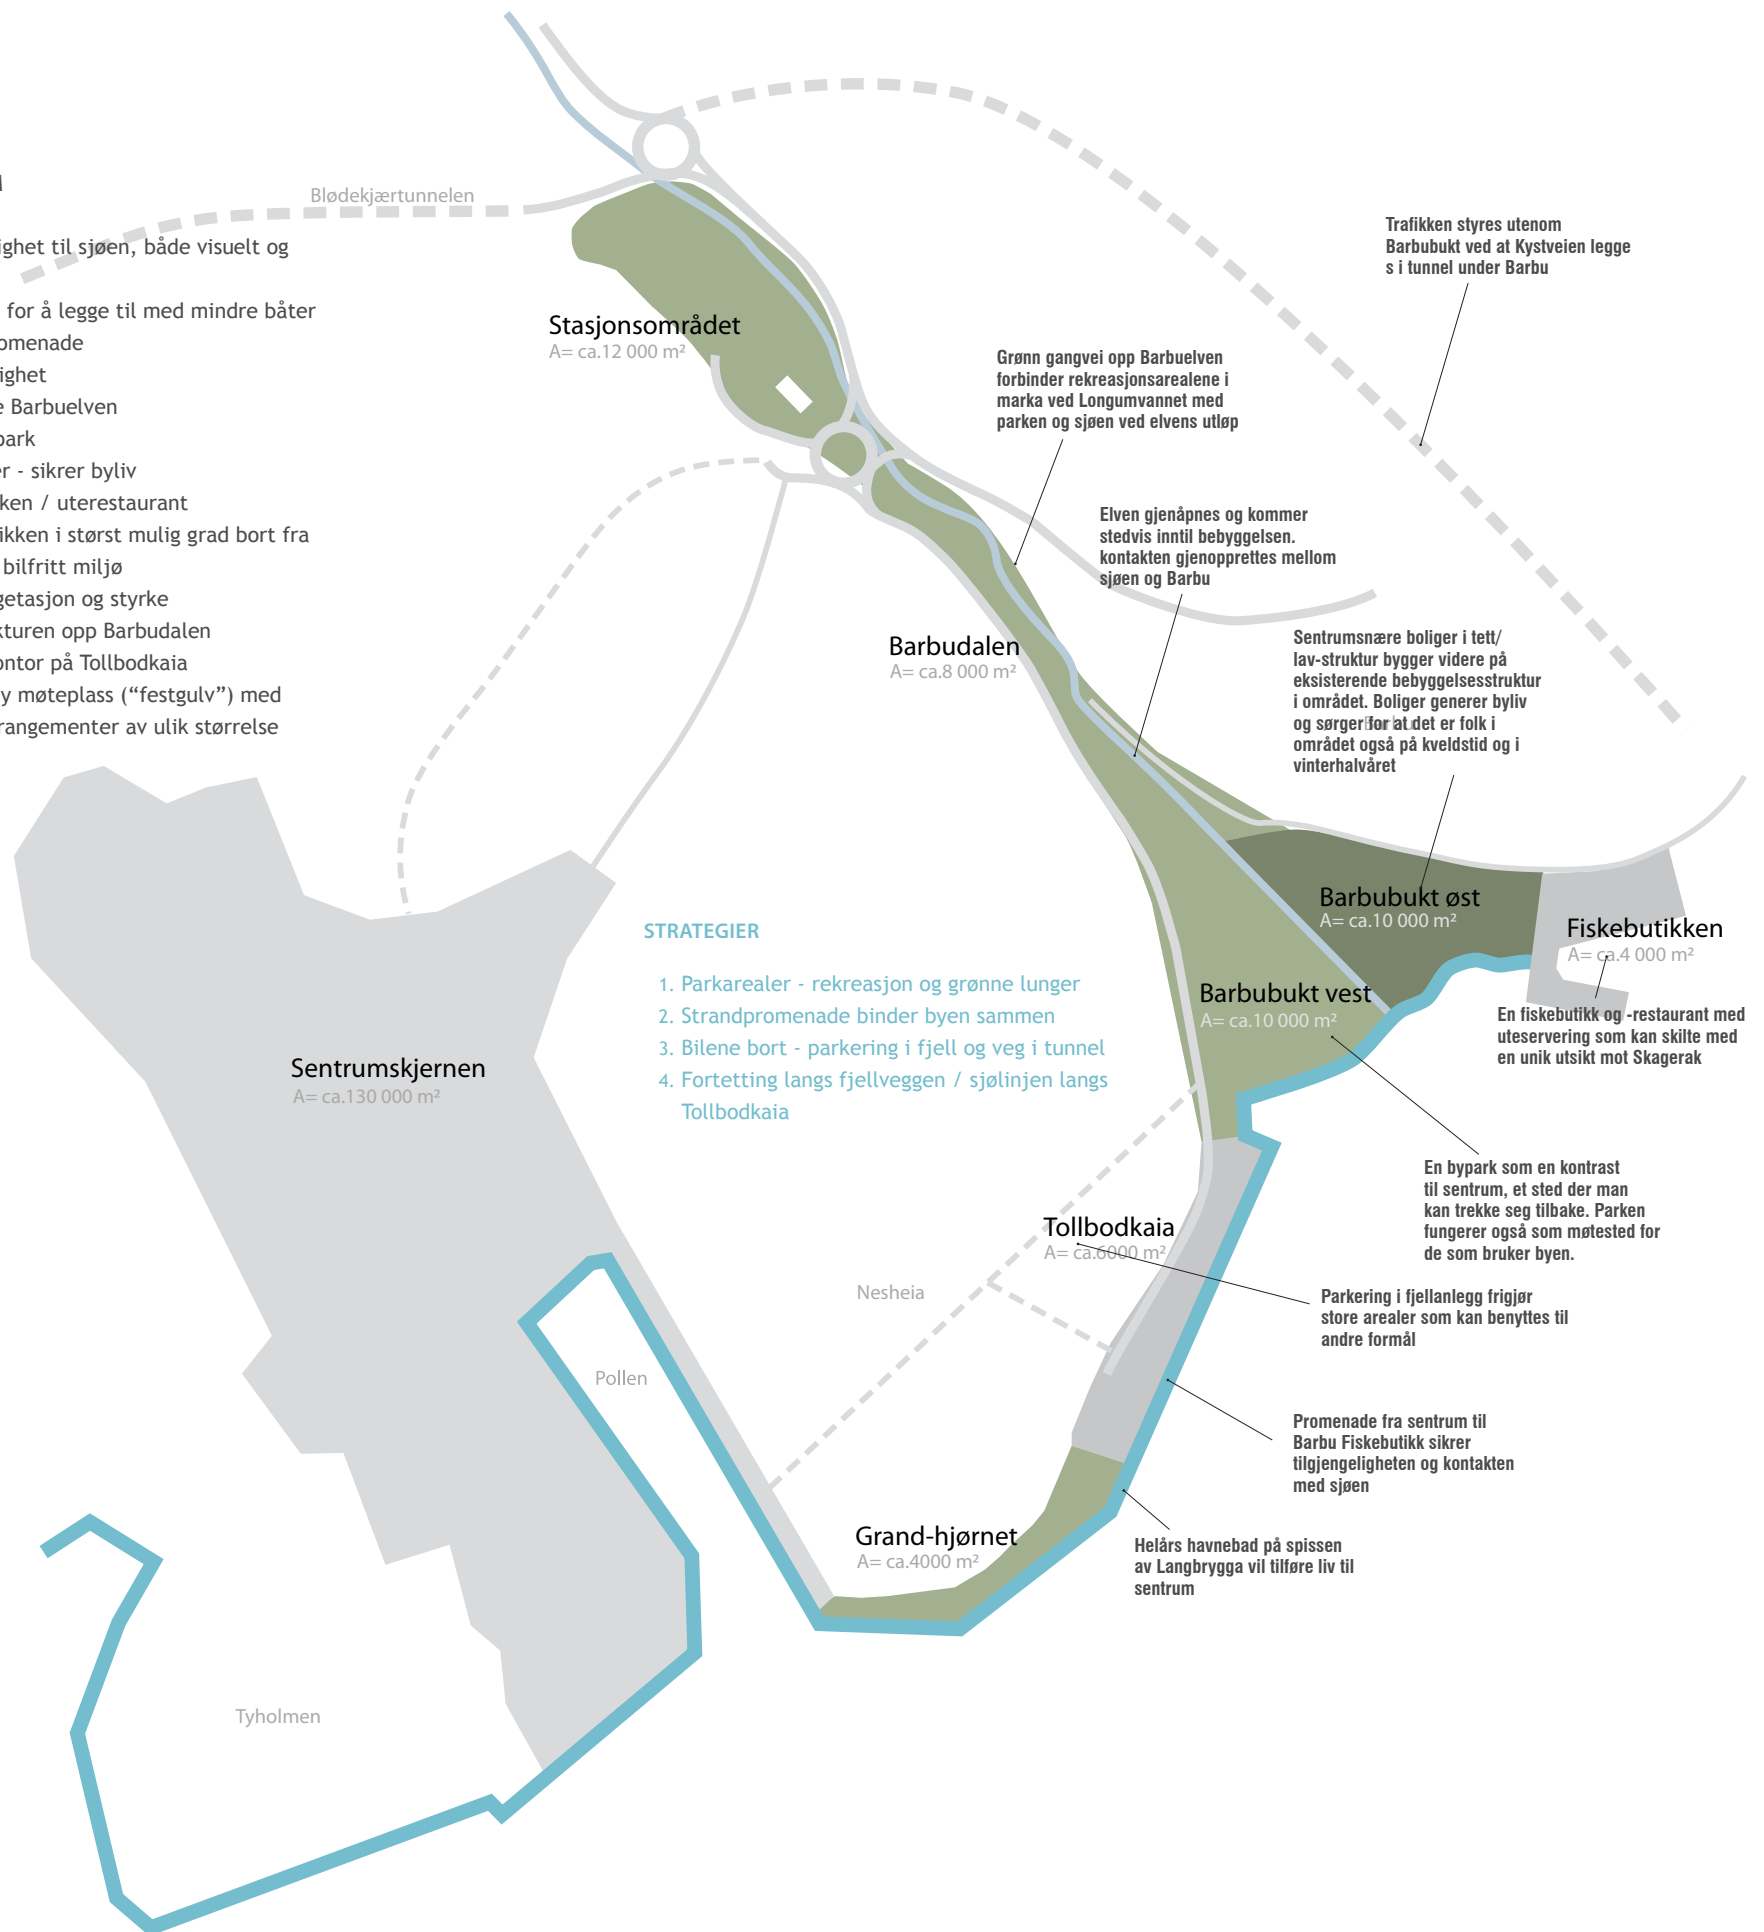 Blødekjærtunnelen
til sjøen, både visuelt og
for å legge til med mindre båter
Barbuelven
- sikrer byliv
/ uterestaurant
i størst mulig grad bort fra
bilfritt miljø
og styrke
opp Barbudalen
på Tollbodkaia
møteplass (“festgulv”) med
av ulik størrelse
Trafikken styres utenom
Barbubukt ved at Kystveien legge
s i tunnel under Barbu
Stasjonsområdet
A= ca.12 000 m²
Grønn gangvei opp Barbuelven
forbinder rekreasjonsarealene i
marka ved Longumvannet med
parken og sjøen ved elvens utløp
Elven gjenåpnes og kommer
stedvis inntil bebyggelsen.
kontakten gjenopprettes mellom
sjøen og Barbu
Barbudalen
A= ca.8 000 m²
Sentrumsnære boliger i tett/
lav-struktur bygger videre på
eksisterende bebyggelsesstruktur
i området. Boliger generer byliv
og sørger for at det er folk i
området også på kveldstid og i
vinterhalvåret
Barbubukt øst
A= ca.10 000 m²
Fiskebutikken
A= ca.4 000 m²
STRATEGIER
1. Parkarealer - rekreasjon og grønne lunger
2. Strandpromenade binder byen sammen
3. Bilene bort - parkering i fjell og veg i tunnel
4. Fortetting langs fjellveggen / sjølinjen langs
Tollbodkaia
Barbubukt vest
A= ca.10 000 m²
En fiskebutikk og -restaurant med
uteservering som kan skilte med
en unik utsikt mot Skagerak
Sentrumskjernen
A= ca.130 000 m²
En bypark som en kontrast
til sentrum, et sted der man
kan trekke seg tilbake. Parken
fungerer også som møtested for
de som bruker byen.
Tollbodkaia
A= ca.6000 m²
Nesheia
Parkering i fjellanlegg frigjør
store arealer som kan benyttes til
andre formål
Pollen
Promenade fra sentrum til
Barbu Fiskebutikk sikrer
tilgjengeligheten og kontakten
med sjøen
Grand-hjørnet
A= ca.4000 m²
Helårs havnebad på spissen
av Langbrygga vil tilføre liv til
sentrum
Tyholmen